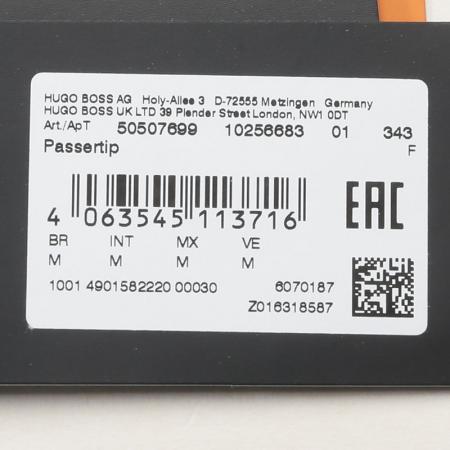 HUGO BOSS AG Holy-Allee 3 D-72555 Metzingen Germany
HUGO BOSS UK LTD 39 Plender Street London, NW1 0DT
Art./ApT 50507699 10256683 01 343
Passertip F
4 063545 113716 EAC
BR INT MX VE
M M M M
1001 4901582220 00030 6070187
Z016318587